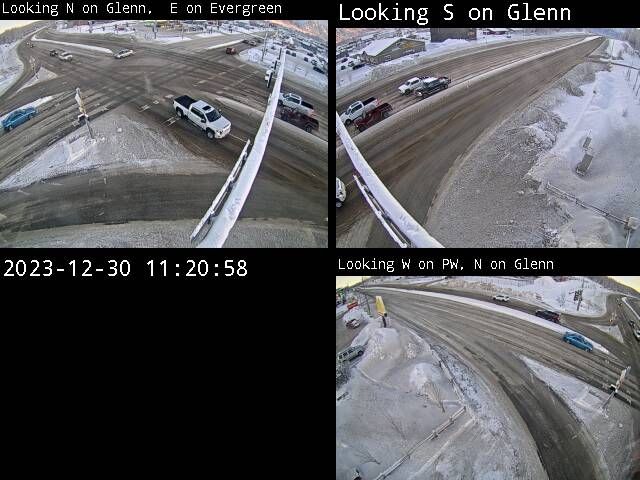 Looking N on Glenn,  E on Evergreen
Looking S on Glenn
2023-12-30 11:20:58
Looking W on PW, N on Glenn